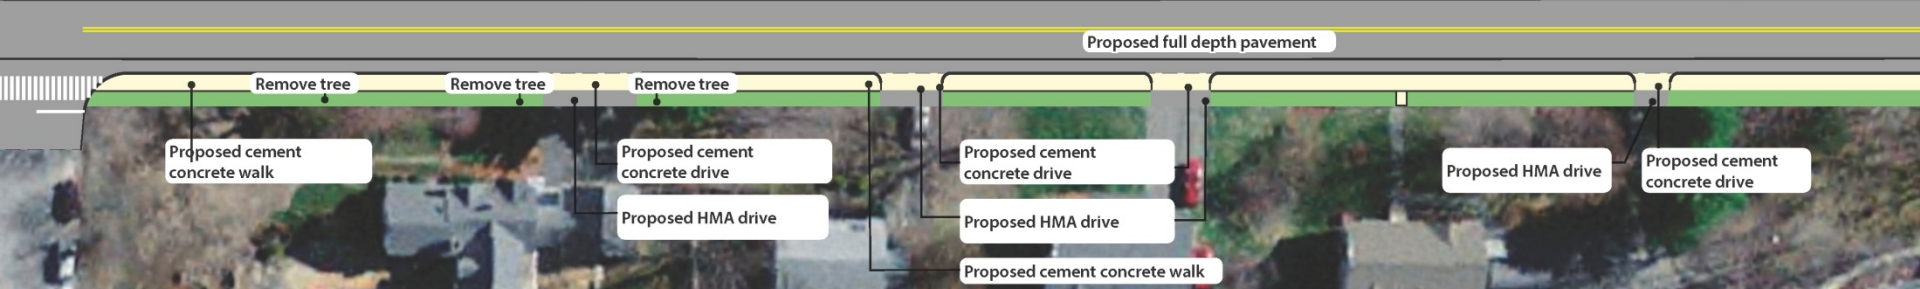 Proposed full depth pavement
Remove tree
Remove tree
Remove tree
Proposed cement
concrete walk
Proposed cement
concrete drive
Proposed HMA drive
Proposed cement
concrete drive
Proposed HMA drive
Proposed cement concrete walk
Proposed HMA drive
Proposed cement
concrete drive